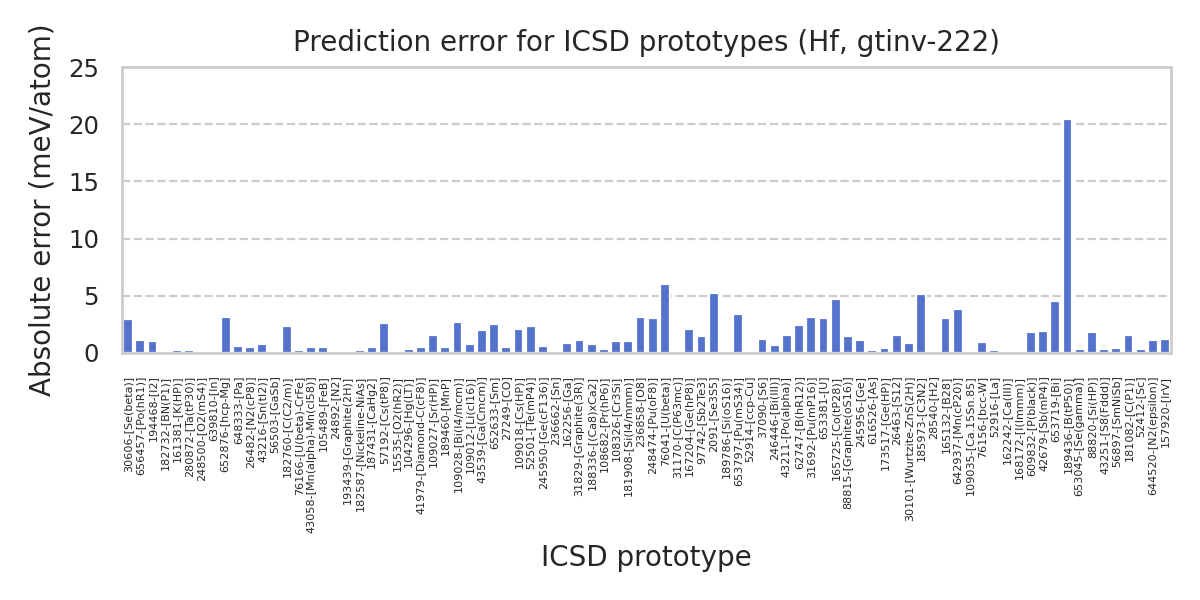 Prediction error for ICSD prototypes (Hf, gtinv-222)
Absolute error (meV/atom)
25
20
15
10
5
0
306066-[Se(beta)]
656457-[Po(hR1)]
194468-[I2]
182732-[BN(P1)]
16381-[K(HP)]
280872-[Ta(tP30)]
248500-[O2(mS4)]
639810-[In]
652876-[hcp-Mg]
648333-[Pa]
26482-[N2(cP8)]
43216-[Sn(tI2)]
56503-[GaSb]
182760-[C(C2/m)]
76166-[U(beta)-CrFe]
43058-[Mn(alpha)-Mn(cI58)]
105489-[FeB]
24892-[N2]
193439-[Graphite(2H)]
182587-[Nickeline-NiAs]
187431-[CaHg2]
57192-[Cs(tP8)]
15535-[O2(hR2)]
104296-[Hg(LT)]
41979-[Diamond-C(cF8)]
109027-[Sr(HP)]
189460-[MnP]
109028-[Bi(I4/mcm)]
109012-[Li(cI16)]
43539-[Ga(Cmcm)]
652633-[Sm]
27249-[CO]
109018-[Cs(HP)]
52501-[Te(mP4)]
245950-[Ge(cF136)]
236662-[Sn]
162256-[Ga]
31829-[Graphite(3R)]
188336-[(Ca8)xCa2]
108682-[Pr(hP6)]
108326-[Cr3Si]
181908-[Si(I4/mmm)]
236858-[O8]
248474-[Pu(oF8)]
76041-[U(beta)]
31170-[C(P63mc)]
167204-[Ge(hP8)]
97742-[Sb2Te3]
2091-[Se3S5]
189786-[Si(oS16)]
653797-[Pu(mS34)]
52914-[ccp-Cu]
37090-[S6]
246446-[Bi(III)]
43211-[Po(alpha)]
62747-[B(hR12)]
31692-[Pu(mP16)]
653381-[U]
165725-[Co(tP28)]
88815-[Graphite(oS16)]
245956-[Ge]
616526-[As]
173517-[Ge(HP)]
26463-[S12]
30101-[Wurtzite-ZnS(2H)]
185973-[C3N2]
28540-[H2]
165132-[B28]
642937-[Mn(cP20)]
109035-[Ca.15Sn.85]
76156-[bcc-W]
52916-[La]
162242-[Ca(III)]
168172-[I(Immm)]
609832-[P(black)]
42679-[Sb(mP4)]
653719-[Bi]
189436-[B(tP50)]
653045-[Se(gamma)]
88820-[Si(HP)]
43251-[S8(Fddd)]
56897-[SmNiSb]
181082-[C(P1)]
52412-[Sc]
644520-[N2(epsilon)]
157920-[IrV]
ICSD prototype